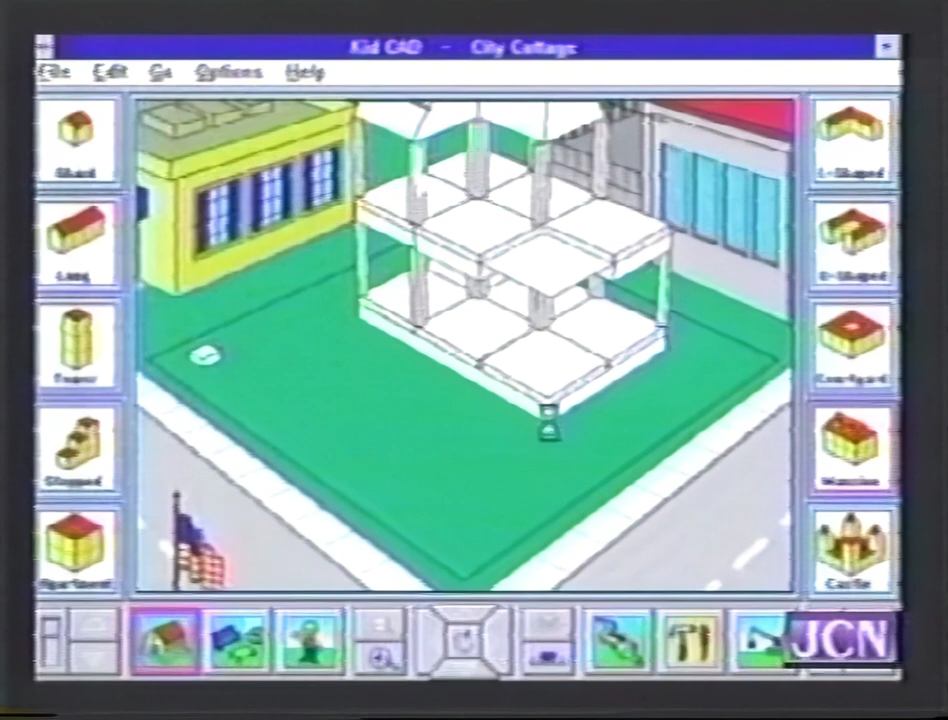 Kid CAD - City Cottage
File Edit Go Options Help
Shed
L-Shaped
Long
U-Shaped
Tower
Courtyard
Stepped
Mansion
Apartment
Castle
JCN